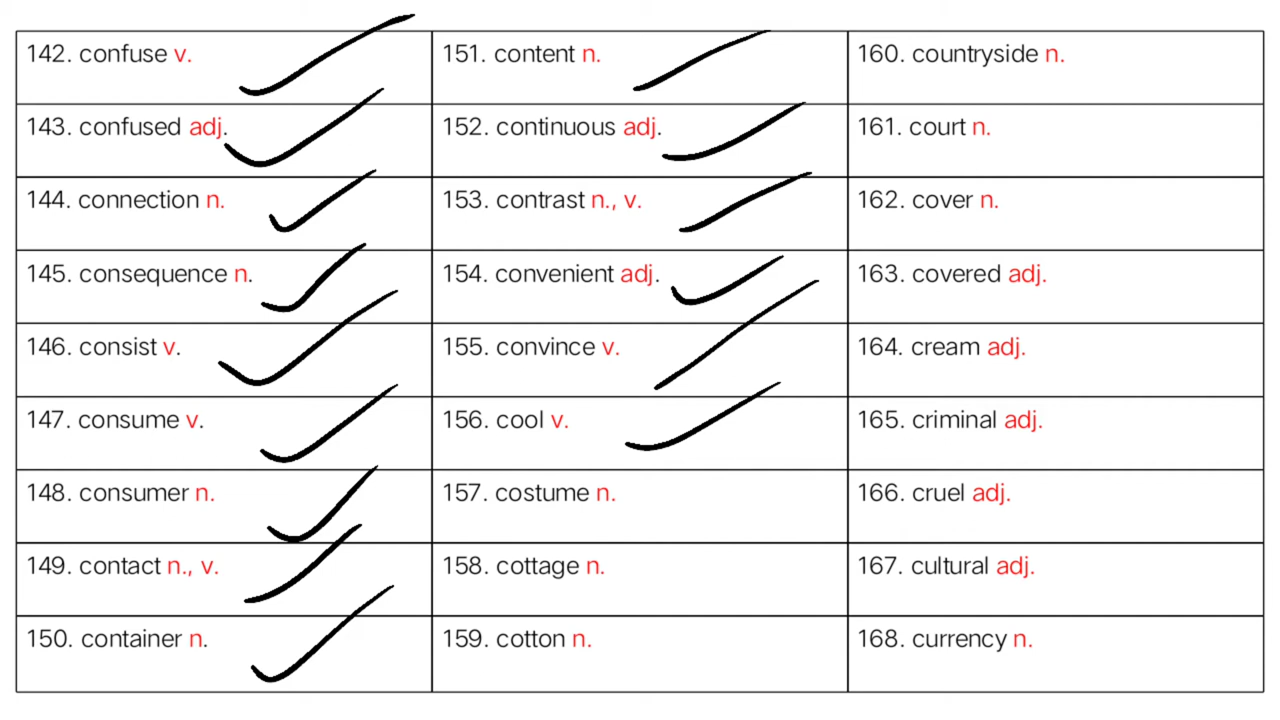 142. confuse v.
143. confused adj.
144. connection n.
145. consequence n.
146. consist v.
147. consume v.
148. consumer n.
149. contact n., v.
150. container n.
151. content n.
152. continuous adj.
153. contrast n., v.
154. convenient adj.
155. convince v.
156. cool v.
157. costume n.
158. cottage n.
159. cotton n.
160. countryside n.
161. court n.
162. cover n.
163. covered adj.
164. cream adj.
165. criminal adj.
166. cruel adj.
167. cultural adj.
168. currency n.